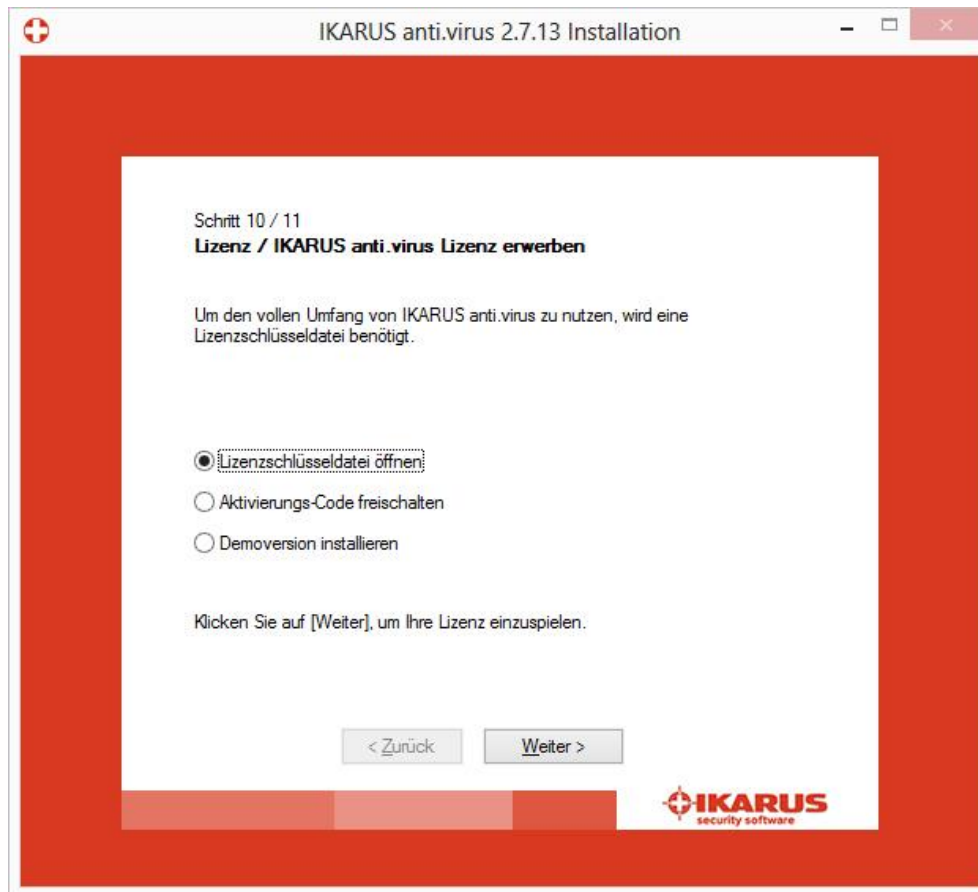 IKARUS anti.virus 2.7.13 Installation
Schritt 10 / 11
Lizenz / IKARUS anti.virus Lizenz erwerben
Um den vollen Umfang von IKARUS anti.virus zu nutzen, wird eine
Lizenzschlüsseldatei benötigt.
Lizenzschlüsseldatei öffnen
Aktivierungs-Code freischalten
Demoversion installieren
Klicken Sie auf [Weiter], um Ihre Lizenz einzuspielen.
< Zurück
Weiter >
IKARUS
security software